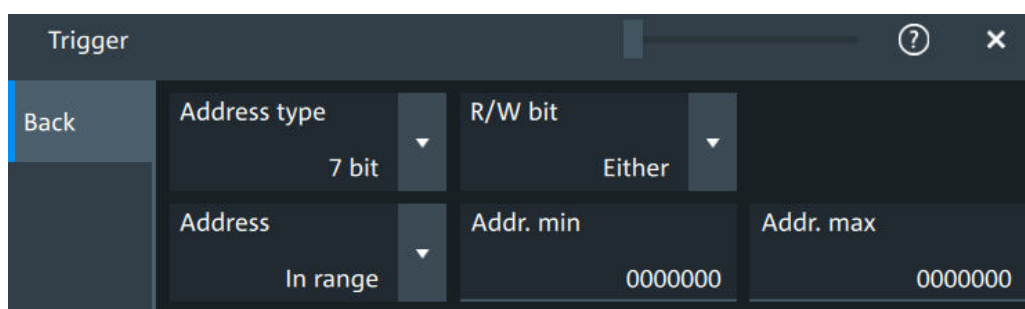 Trigger
?
×
Back
Address type
7 bit
R/W bit
Either
Address
In range
Addr. min
0000000
Addr. max
0000000